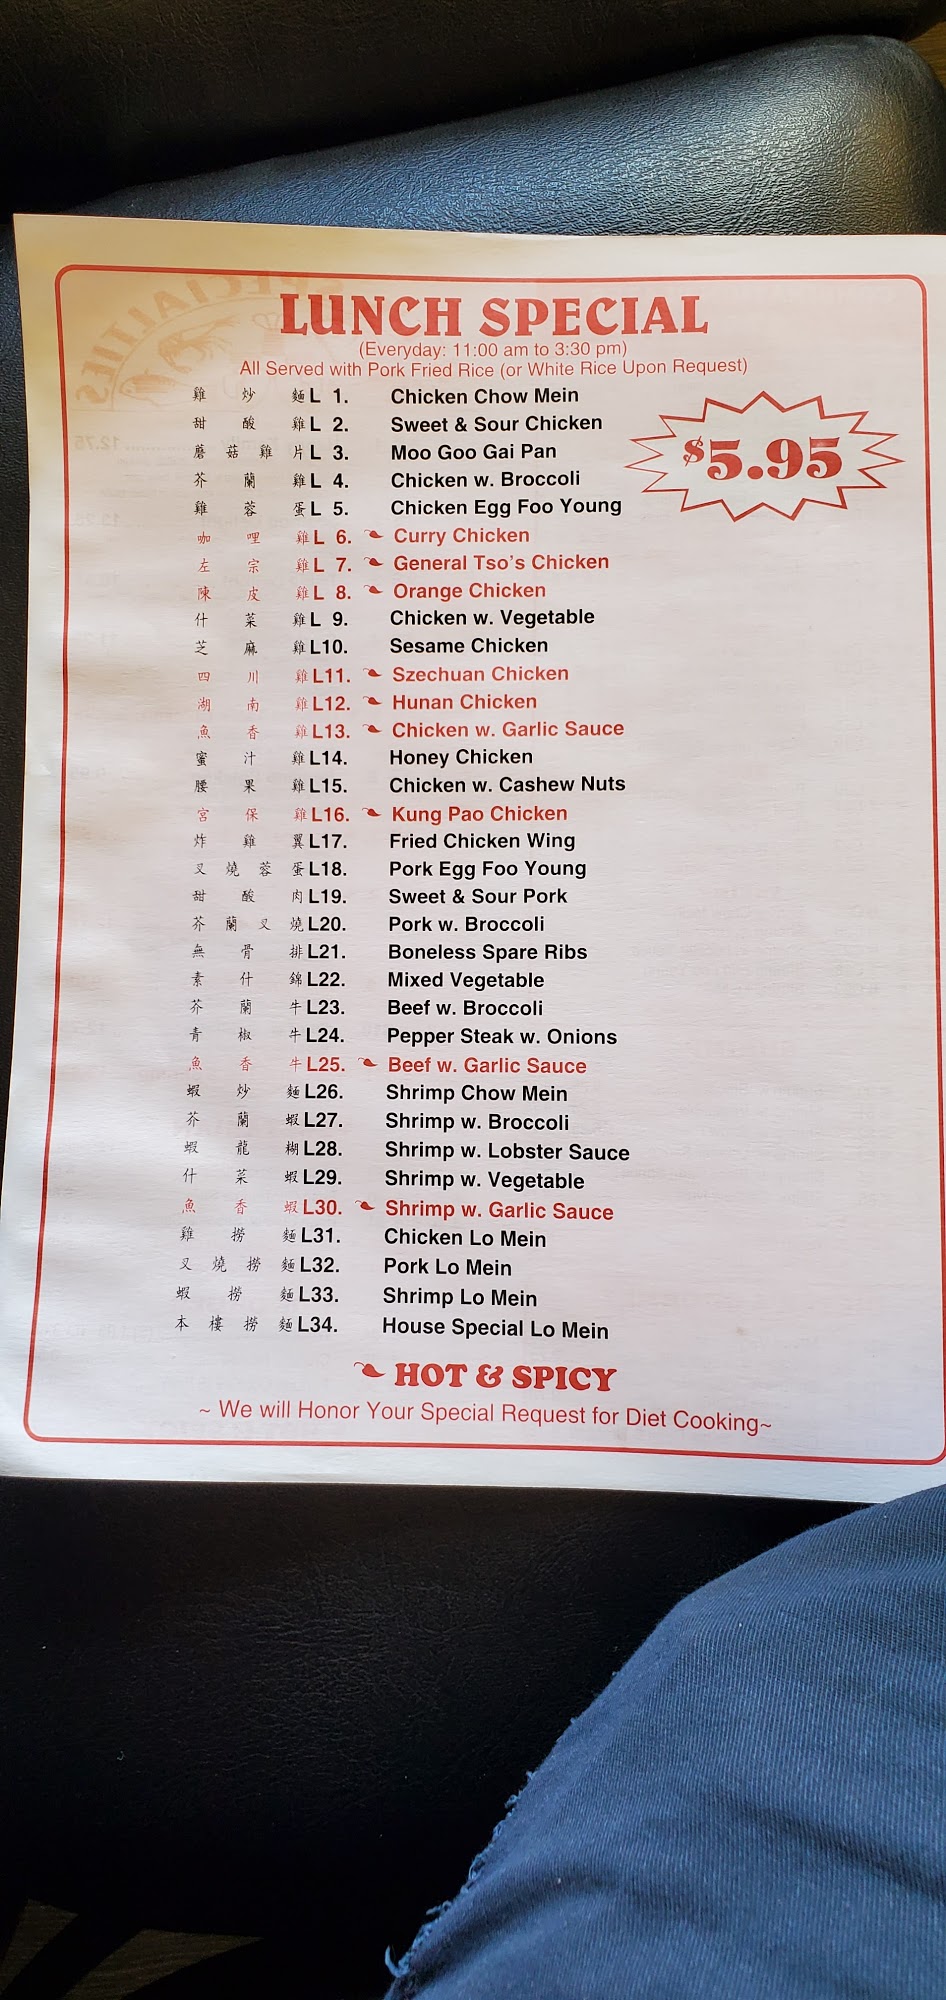 LUNCH SPECIAL
(Everyday: 11:00 am to 3:30 pm)
All Served with Pork Fried Rice (or White Rice Upon Request)
$5.95
雞炒麵 L 1. Chicken Chow Mein
甜酸雞 L 2. Sweet & Sour Chicken
蘑菇雞片 L 3. Moo Goo Gai Pan
芥蘭雞 L 4. Chicken w. Broccoli
雞蓉蛋 L 5. Chicken Egg Foo Young
咖哩雞 L 6. Curry Chicken
左宗雞 L 7. General Tso's Chicken
陳皮雞 L 8. Orange Chicken
什菜雞 L 9. Chicken w. Vegetable
芝麻雞 L10. Sesame Chicken
四川雞 L11. Szechuan Chicken
湖南雞 L12. Hunan Chicken
魚香雞 L13. Chicken w. Garlic Sauce
蜜汁雞 L14. Honey Chicken
腰果雞 L15. Chicken w. Cashew Nuts
宮保雞 L16. Kung Pao Chicken
炸雞翼 L17. Fried Chicken Wing
叉燒蓉蛋 L18. Pork Egg Foo Young
甜酸肉 L19. Sweet & Sour Pork
芥蘭叉燒 L20. Pork w. Broccoli
無骨排 L21. Boneless Spare Ribs
素什錦 L22. Mixed Vegetable
芥蘭牛 L23. Beef w. Broccoli
青椒牛 L24. Pepper Steak w. Onions
魚香牛 L25. Beef w. Garlic Sauce
蝦炒麵 L26. Shrimp Chow Mein
芥蘭蝦 L27. Shrimp w. Broccoli
蝦龍糊 L28. Shrimp w. Lobster Sauce
什菜蝦 L29. Shrimp w. Vegetable
魚香蝦 L30. Shrimp w. Garlic Sauce
雞撈麵 L31. Chicken Lo Mein
叉燒撈麵 L32. Pork Lo Mein
蝦撈麵 L33. Shrimp Lo Mein
本樓撈麵 L34. House Special Lo Mein
HOT & SPICY
~ We will Honor Your Special Request for Diet Cooking~